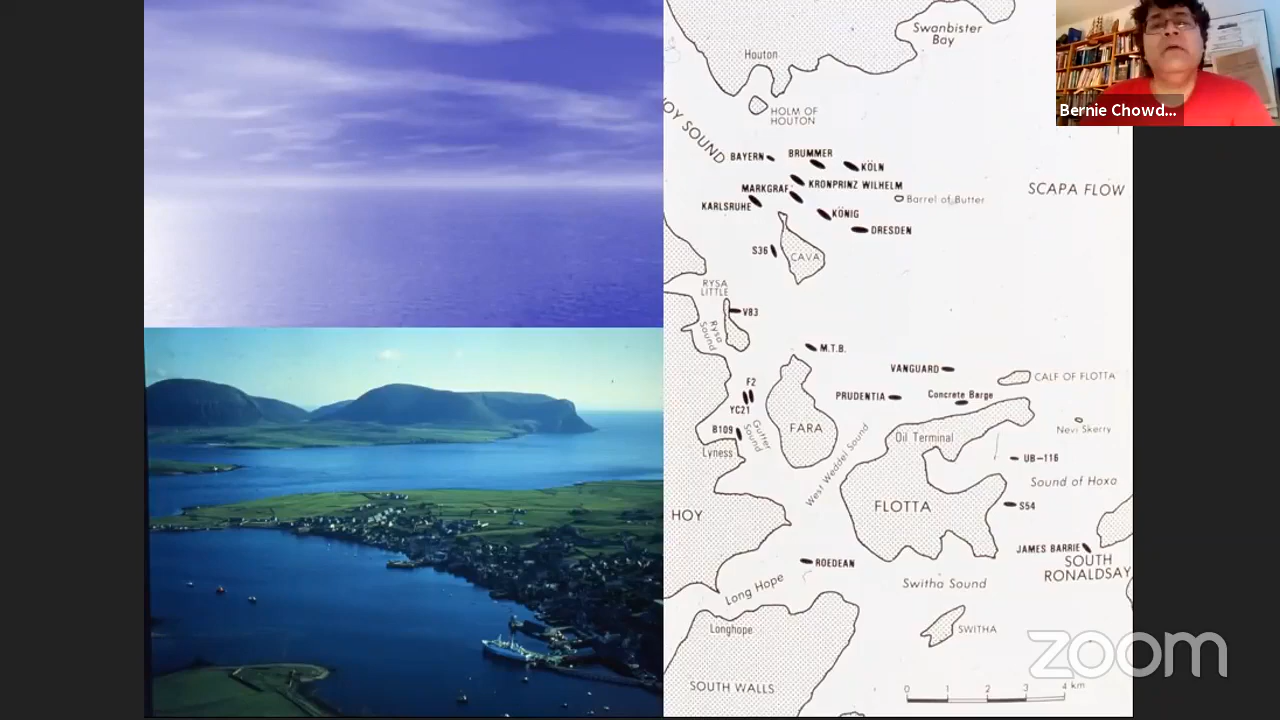 Swanbister
Bay
Houton
Bernie Chowd...
HOLM OF
HOUTON
OY SOUND
BAYERN
BRUMMER
KÖLN
KRONPRINZ WILHELM
MARKGRAF
KARLSRUHE
Barrel of Butter
SCAPA FLOW
KÖNIG
DRESDEN
S36
CAVA
RYSA
LITTLE
V83
Rysa
Sound
M.T.B.
VANGUARD
CALF OF FLOTTA
F2
PRUDENTIA
Concrete Barge
YC21
B109
Gutter
Sound
FARA
West Weddel Sound
Oil Terminal
Nevi Skerry
Lyness
UB-116
Sound of Hoxa
HOY
FLOTTA
S54
JAMES BARRIE
SOUTH
RONALDSAY
ROEDEAN
Long Hope
Switha Sound
Longhope
SWITHA
SOUTH WALLS
0 1 2 3 4 km
zoom